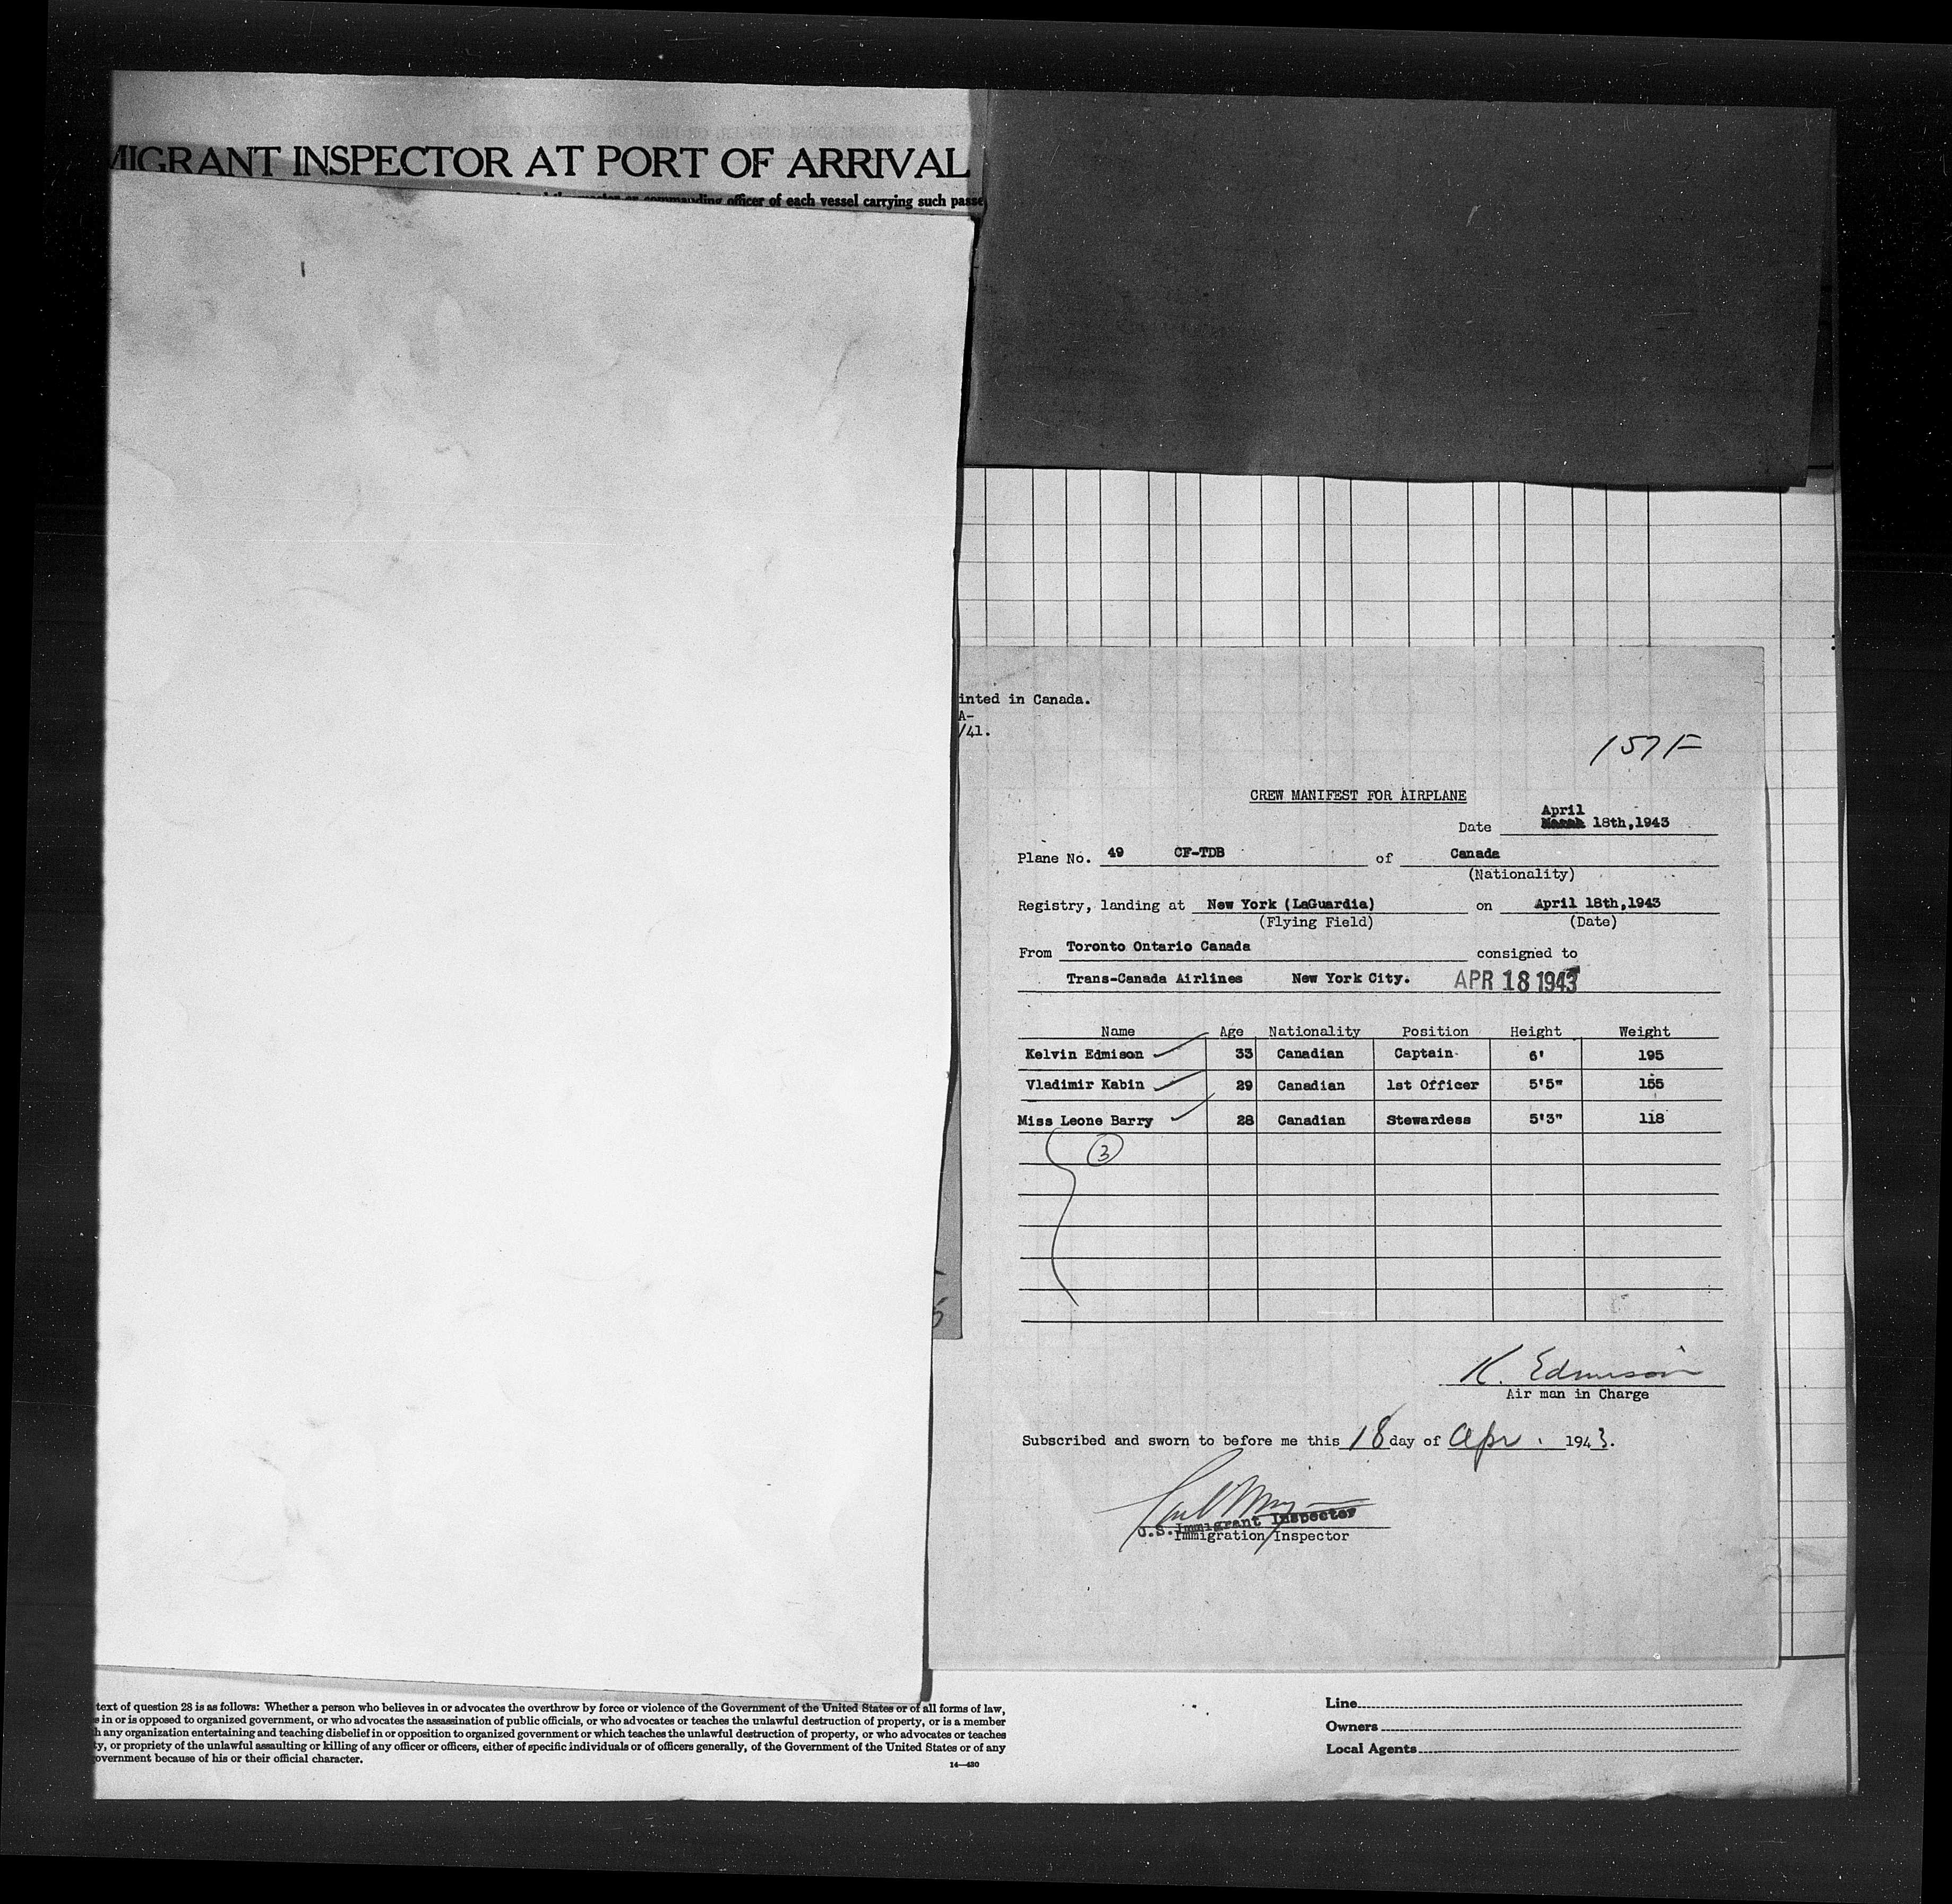 MIGRANT INSPECTOR AT PORT OF ARRIVAL
commanding officer of each vessel carrying such passe
inted in Canada.
A-
/41.
157F
CREW MANIFEST FOR AIRPLANE
April
Date March 18th,1943
Plane No. 49 CF-TDB of Canada
(Nationality)
Registry, landing at New York (LaGuardia) on April 18th,1943
(Flying Field) (Date)
From Toronto Ontario Canada consigned to
Trans-Canada Airlines New York City. APR 18 1943
Name Age Nationality Position Height Weight
Kelvin Edmison 33 Canadian Captain 6' 195
Vladimir Kabin 29 Canadian 1st Officer 5'5" 155
Miss Leone Barry 28 Canadian Stewardess 5'3" 118
3
K. Edmison
Air man in Charge
Subscribed and sworn to before me this 18 day of Apr. 1943.
U.S. Immigrant Inspector
Immigration Inspector
text of question 28 is as follows: Whether a person who believes in or advocates the overthrow by force or violence of the Government of the United States or of all forms of law,
s in or is opposed to organized government, or who advocates the assassination of public officials, or who advocates or teaches the unlawful destruction of property, or is a member
h any organization entertaining and teaching disbelief in or opposition to organized government or which teaches the unlawful destruction of property, or who advocates or teaches
ty, or propriety of the unlawful assaulting or killing of any officer or officers, either of specific individuals or of officers generally, of the Government of the United States or of any
overnment because of his or their official character.
14—430
Line
Owners
Local Agents